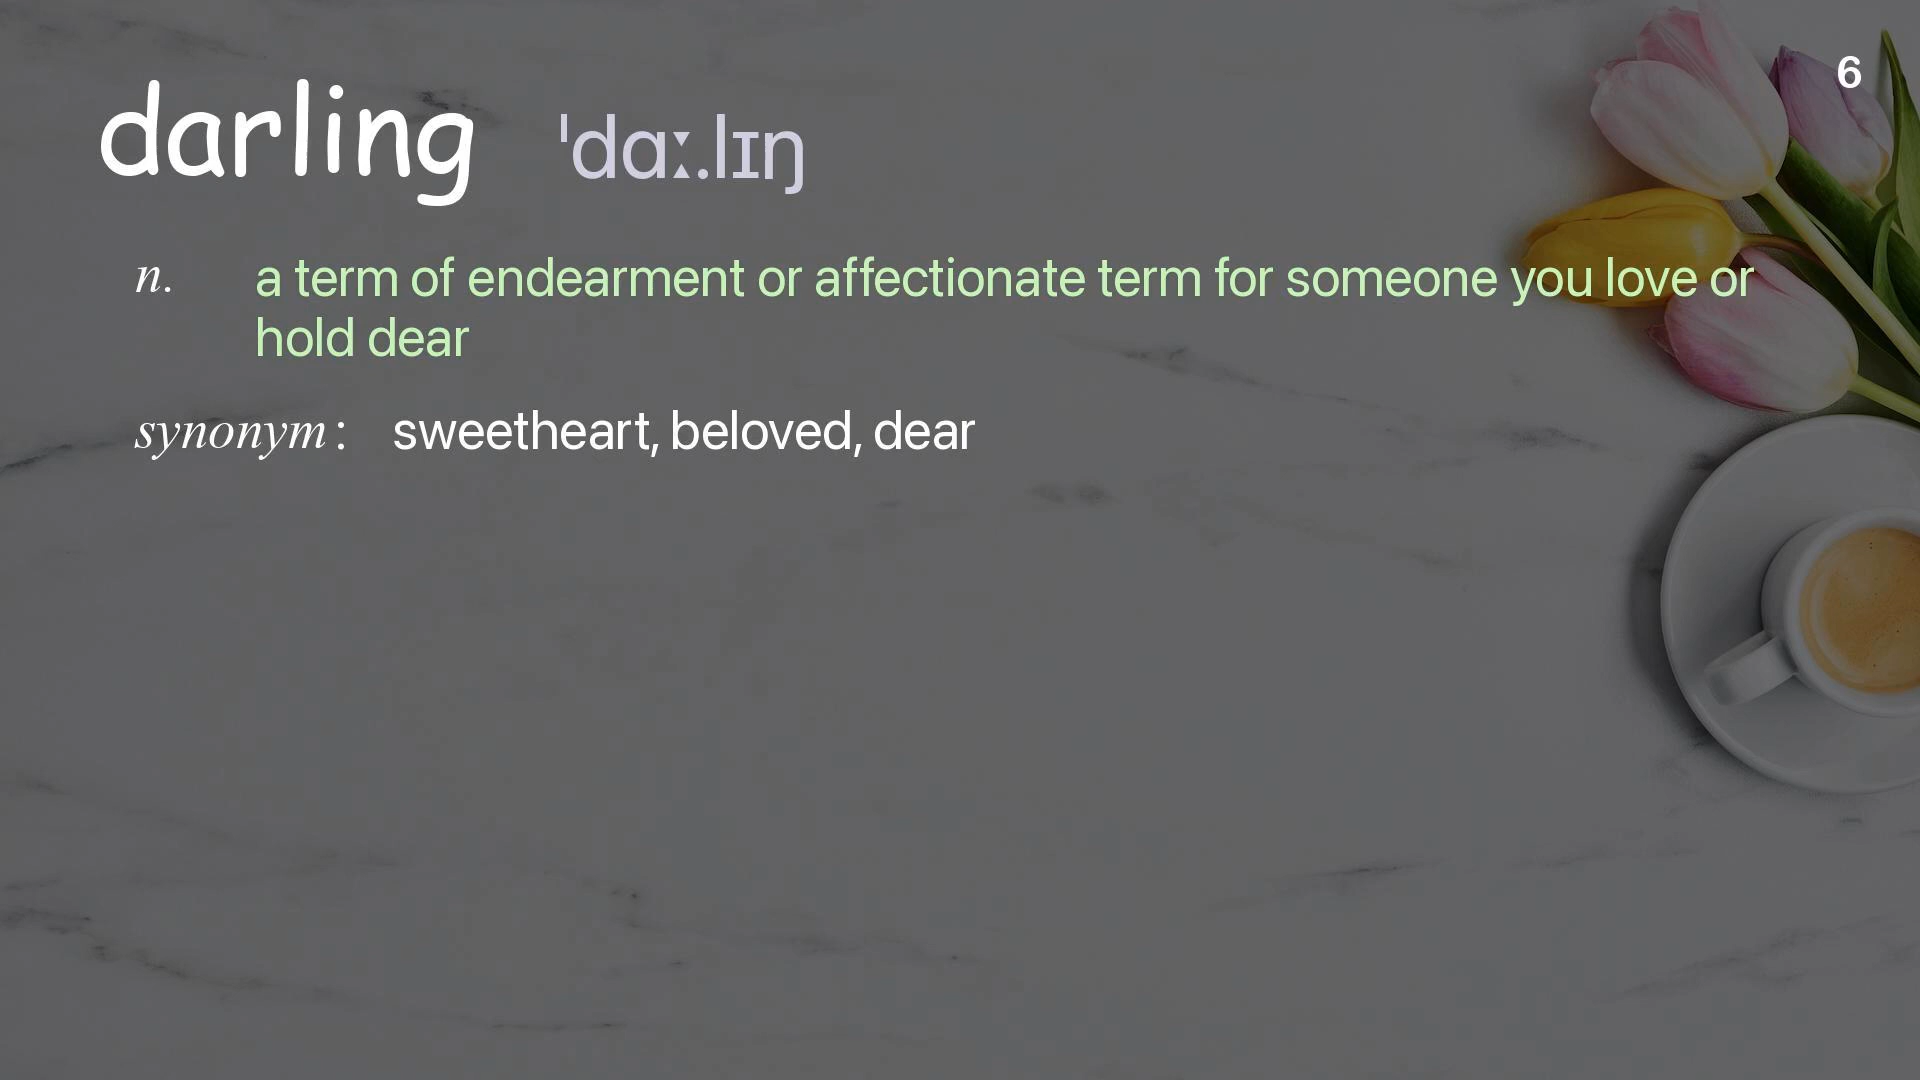 6
darling ˈdɑː.lɪŋ
n. a term of endearment or affectionate term for someone you love or
hold dear
synonym : sweetheart, beloved, dear